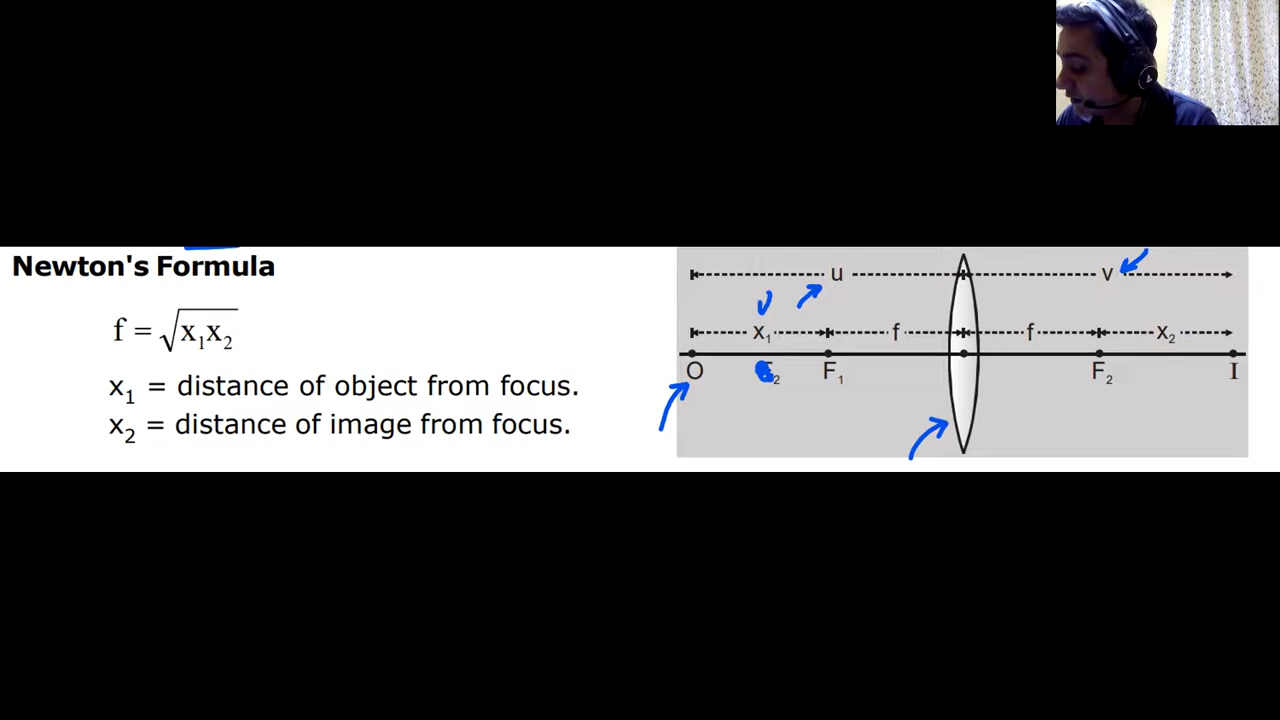 Newton's Formula
f = √x₁x₂
x₁ = distance of object from focus.
x₂ = distance of image from focus.
u v
x₁ f f x₂
O F₁ F₂ I